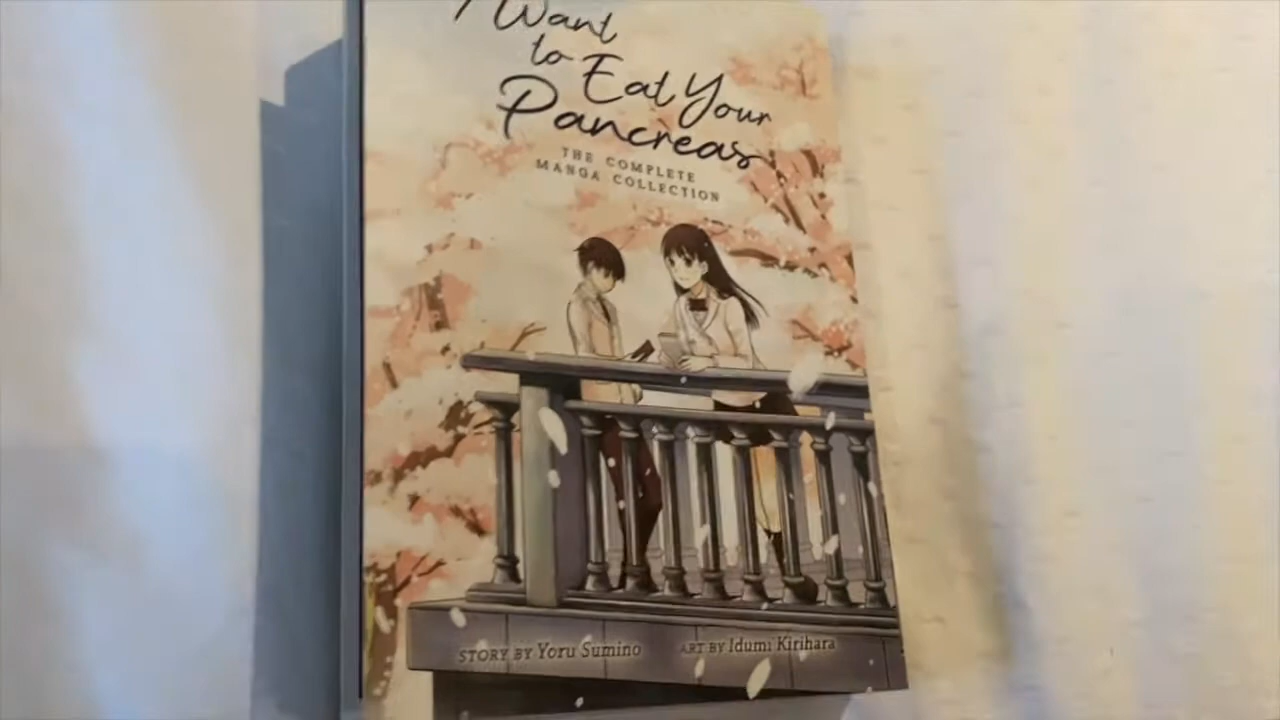 I Want
to Eat Your
Pancreas
THE COMPLETE
MANGA COLLECTION
STORY BY Yoru Sumino ART BY Idumi Kirihara